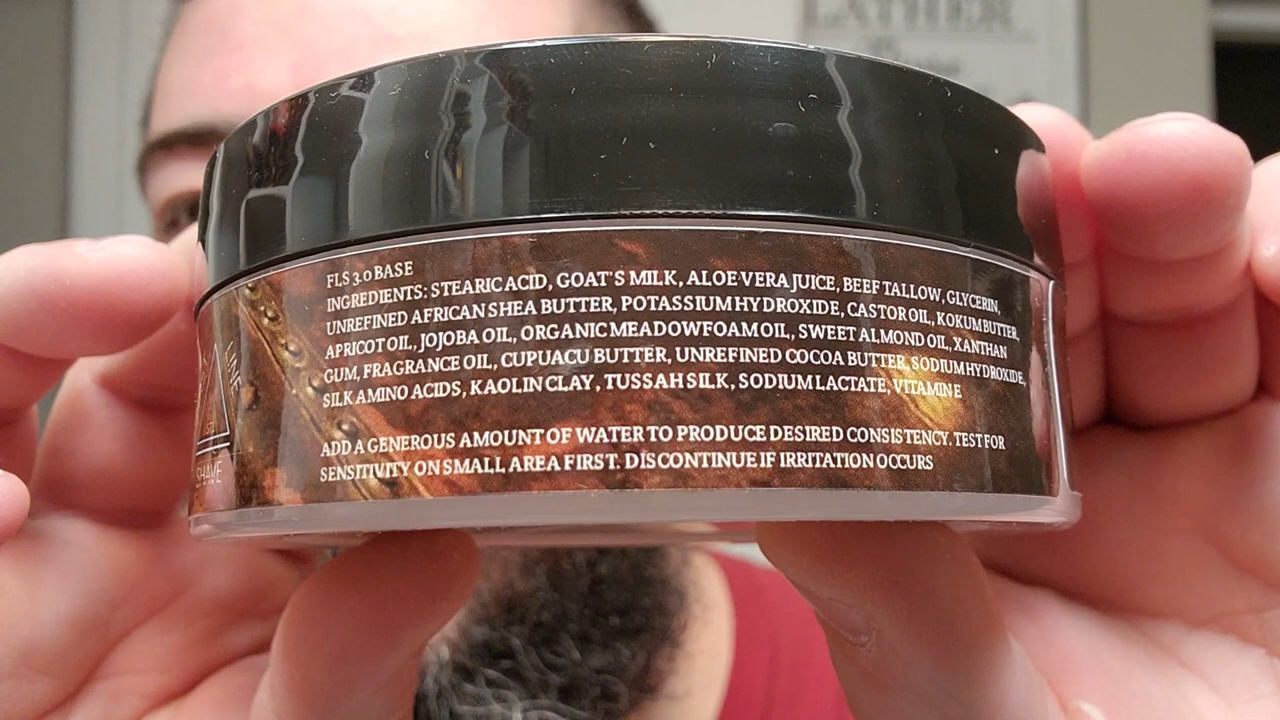 LATHER
FLS 3.0 BASE
INGREDIENTS: STEARIC ACID, GOAT'S MILK, ALOE VERA JUICE, BEEF TALLOW, GLYCERIN,
UNREFINED AFRICAN SHEA BUTTER, POTASSIUM HYDROXIDE, CASTOR OIL, KOKUM BUTTER,
APRICOT OIL, JOJOBA OIL, ORGANIC MEADOWFOAM OIL, SWEET ALMOND OIL, XANTHAN
GUM, FRAGRANCE OIL, CUPUACU BUTTER, UNREFINED COCOA BUTTER, SODIUM HYDROXIDE,
SILK AMINO ACIDS, KAOLIN CLAY, TUSSAH SILK, SODIUM LACTATE, VITAMIN E
ADD A GENEROUS AMOUNT OF WATER TO PRODUCE DESIRED CONSISTENCY. TEST FOR
SENSITIVITY ON SMALL AREA FIRST. DISCONTINUE IF IRRITATION OCCURS
LINE
SHAVE